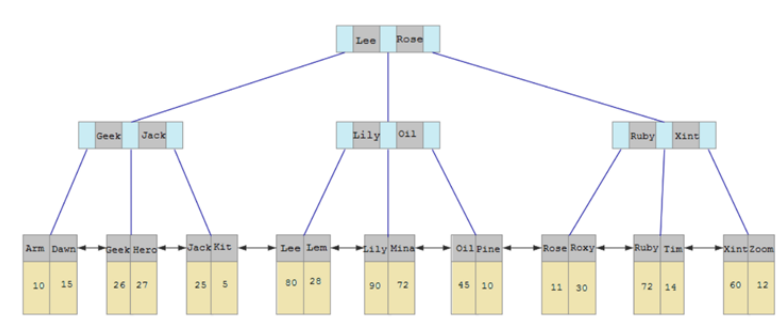 Lee Rose
Geek Jack Lily Oil Ruby Xint
Arm Dawn Geek Hero Jack Kit Lee Lem Lily Mina Oil Pine Rose Roxy Ruby Tim Xint Zoom
10 15 26 27 25 5 80 28 90 72 45 10 11 30 72 14 60 12